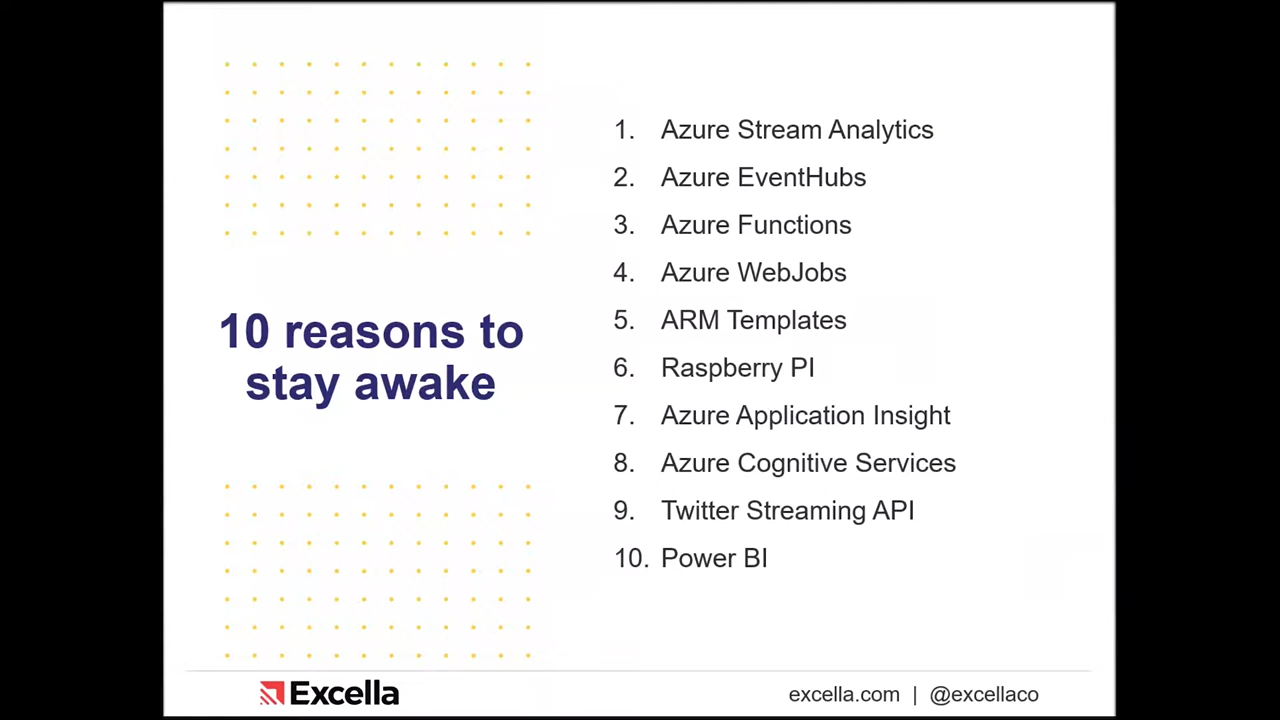 10 reasons to
stay awake
1. Azure Stream Analytics
2. Azure EventHubs
3. Azure Functions
4. Azure WebJobs
5. ARM Templates
6. Raspberry PI
7. Azure Application Insight
8. Azure Cognitive Services
9. Twitter Streaming API
10. Power BI
Excella
excella.com | @excellaco